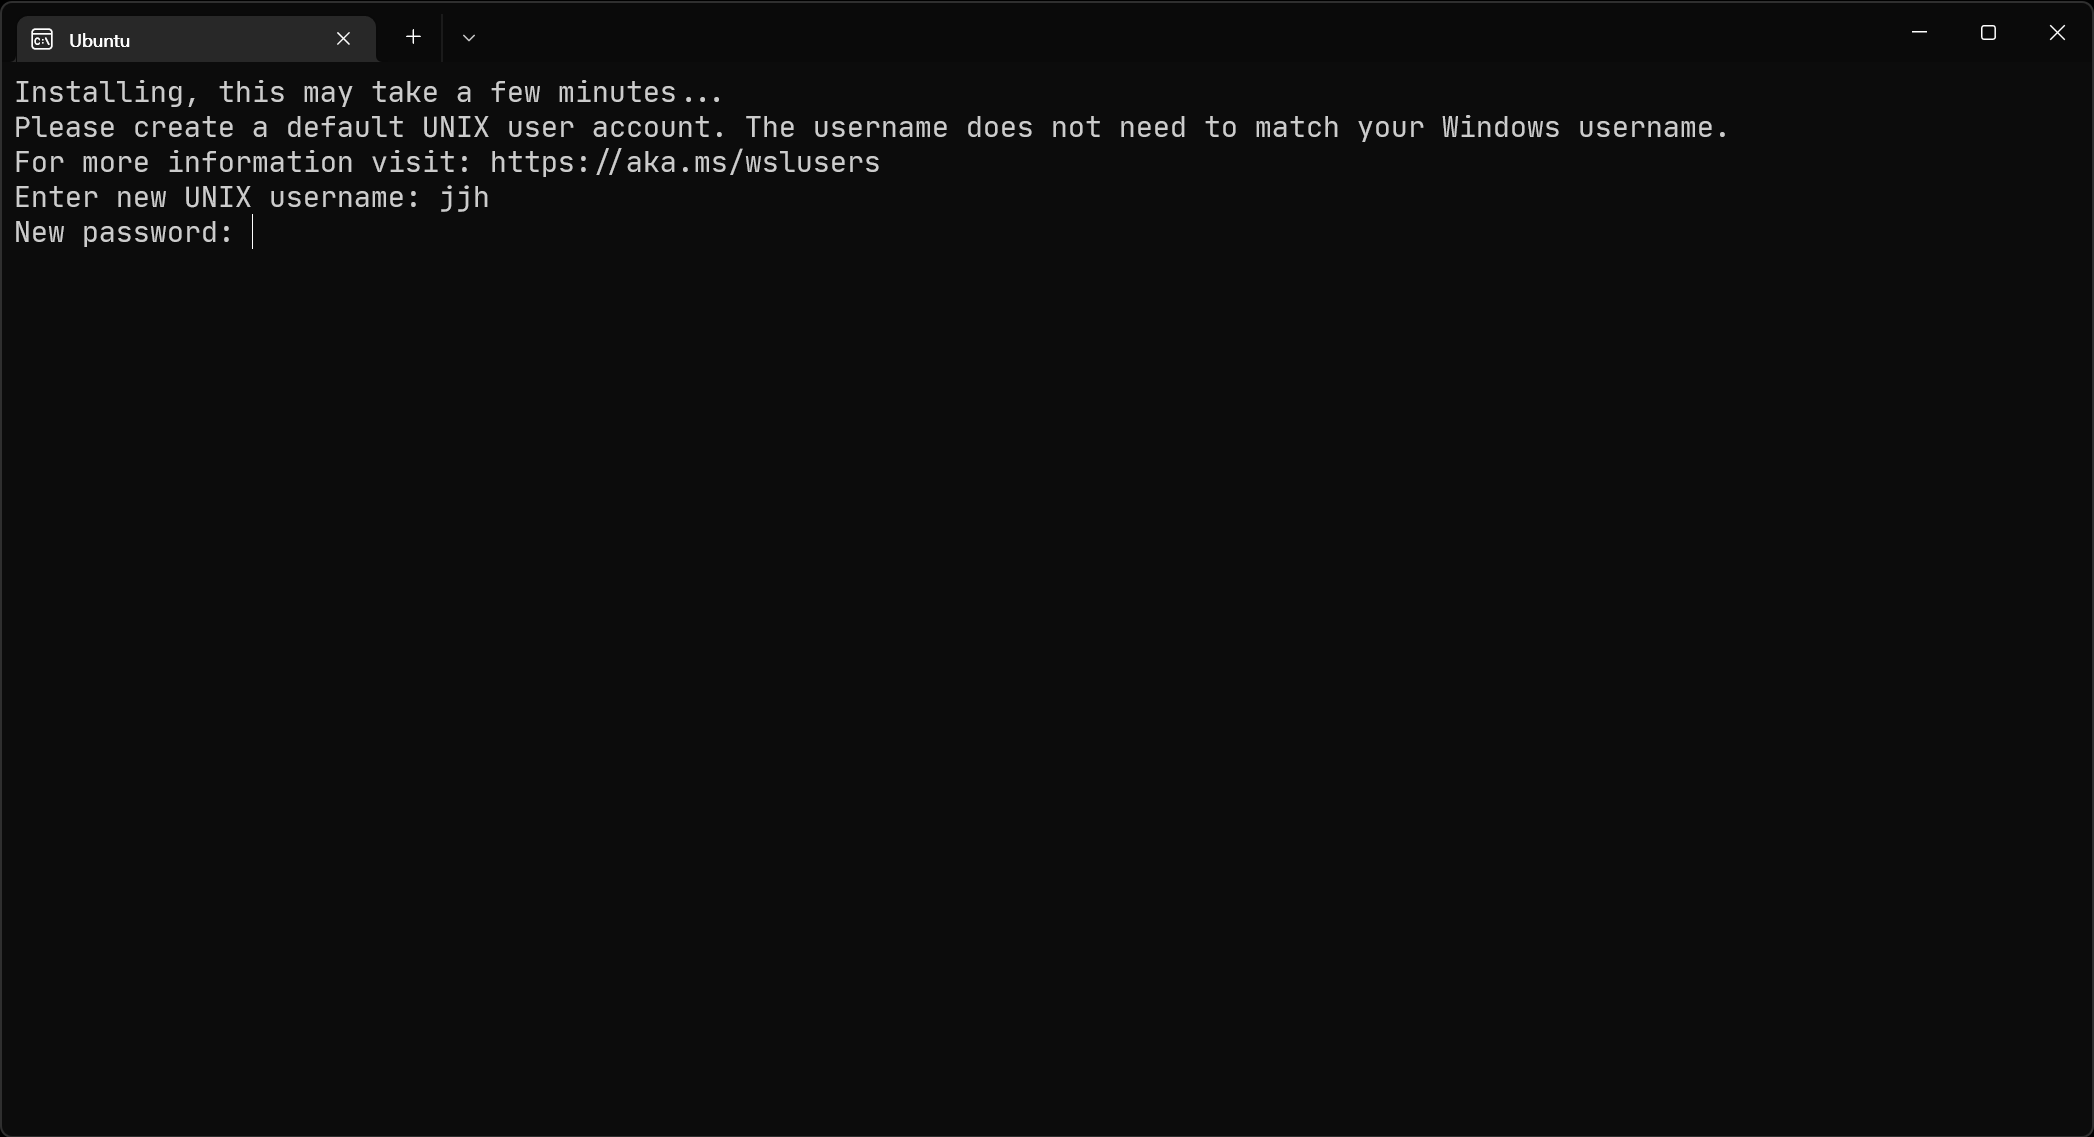 Ubuntu
Installing, this may take a few minutes...
Please create a default UNIX user account. The username does not need to match your Windows username.
For more information visit: https://aka.ms/wslusers
Enter new UNIX username: jjh
New password: